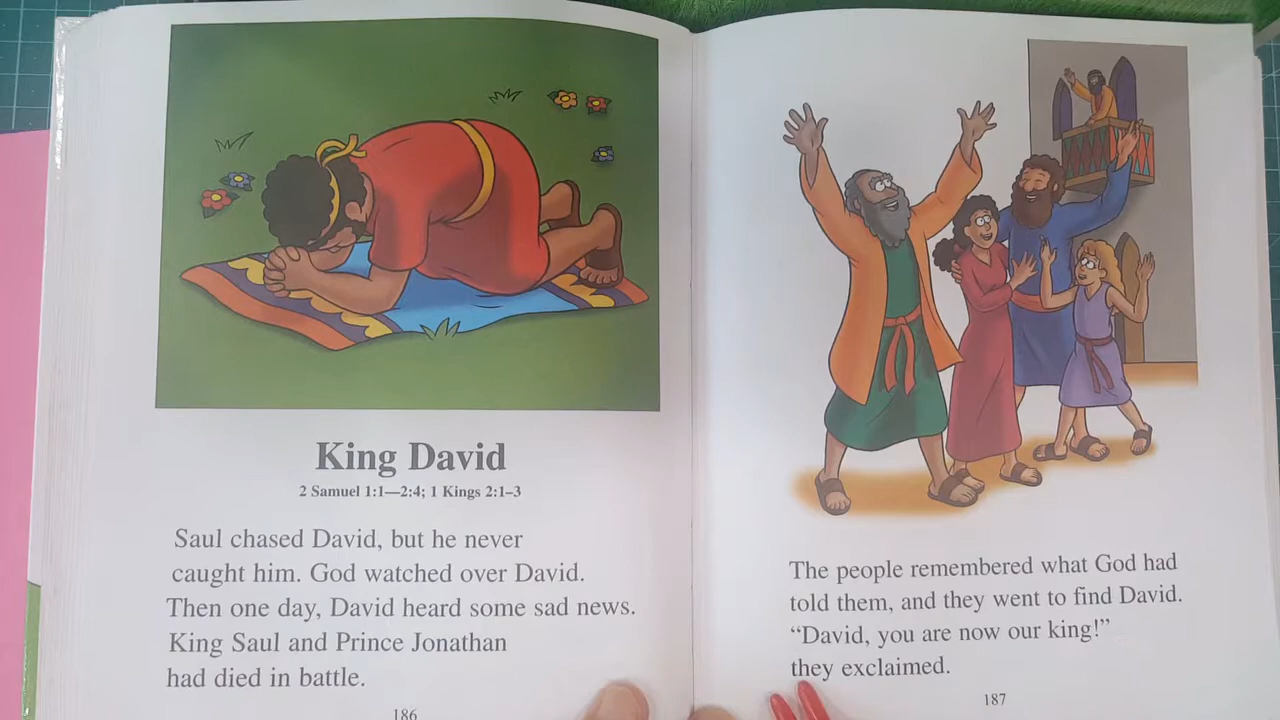 King David
2 Samuel 1:1—2:4; 1 Kings 2:1–3
Saul chased David, but he never
caught him. God watched over David.
Then one day, David heard some sad news.
King Saul and Prince Jonathan
had died in battle.
186
The people remembered what God had
told them, and they went to find David.
“David, you are now our king!”
they exclaimed.
187